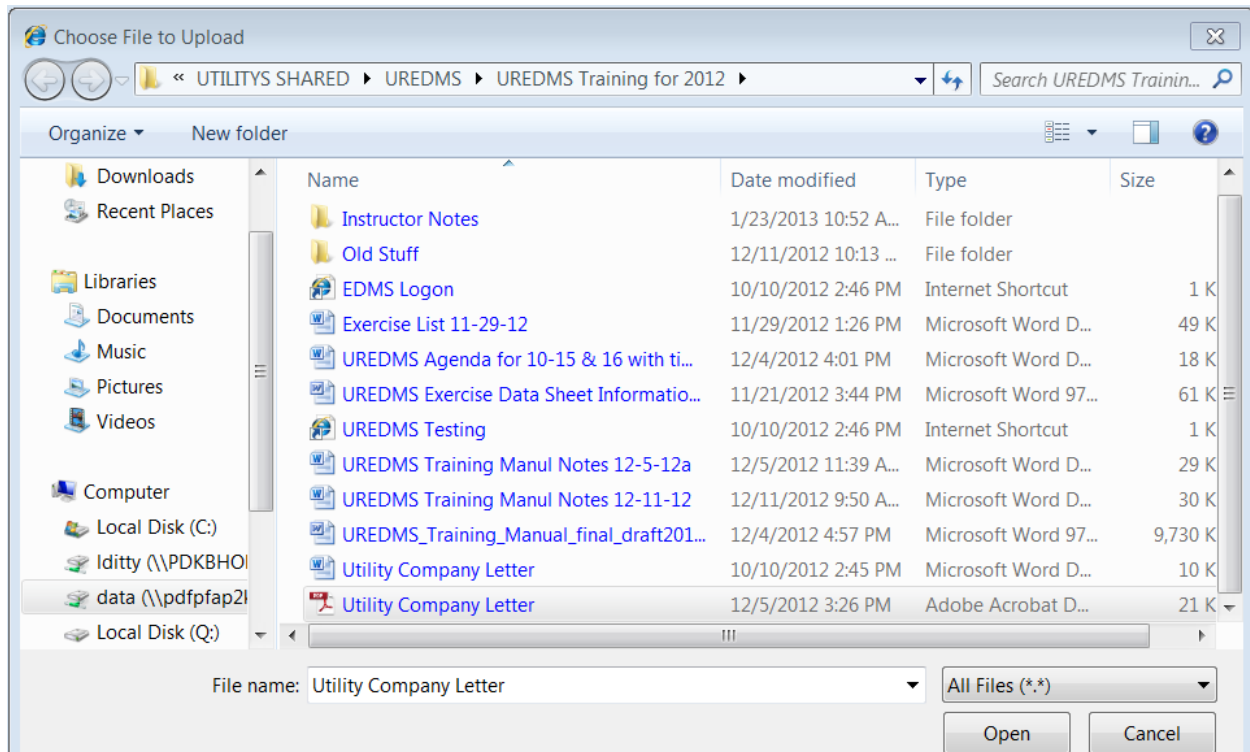 Choose File to Upload
« UTILITYS SHARED ▸ UREDMS ▸ UREDMS Training for 2012 ▸
Search UREDMS Trainin...
Organize ▾ New folder
Downloads
Recent Places
Libraries
Documents
Music
Pictures
Videos
Computer
Local Disk (C:)
lditty (\\PDKBHO
data (\\pdfpfap2
Local Disk (Q:)
Name Date modified Type Size
Instructor Notes 1/23/2013 10:52 A... File folder
Old Stuff 12/11/2012 10:13 ... File folder
EDMS Logon 10/10/2012 2:46 PM Internet Shortcut 1 K
Exercise List 11-29-12 11/29/2012 1:26 PM Microsoft Word D... 49 K
UREDMS Agenda for 10-15 & 16 with ti... 12/4/2012 4:01 PM Microsoft Word D... 18 K
UREDMS Exercise Data Sheet Informatio... 11/21/2012 3:44 PM Microsoft Word 97... 61 K
UREDMS Testing 10/10/2012 2:46 PM Internet Shortcut 1 K
UREDMS Training Manul Notes 12-5-12a 12/5/2012 11:39 A... Microsoft Word D... 29 K
UREDMS Training Manul Notes 12-11-12 12/11/2012 9:50 A... Microsoft Word D... 30 K
UREDMS_Training_Manual_final_draft201... 12/4/2012 4:57 PM Microsoft Word 97... 9,730 K
Utility Company Letter 10/10/2012 2:45 PM Microsoft Word D... 10 K
Utility Company Letter 12/5/2012 3:26 PM Adobe Acrobat D... 21 K
File name: Utility Company Letter All Files (*.*)
Open Cancel